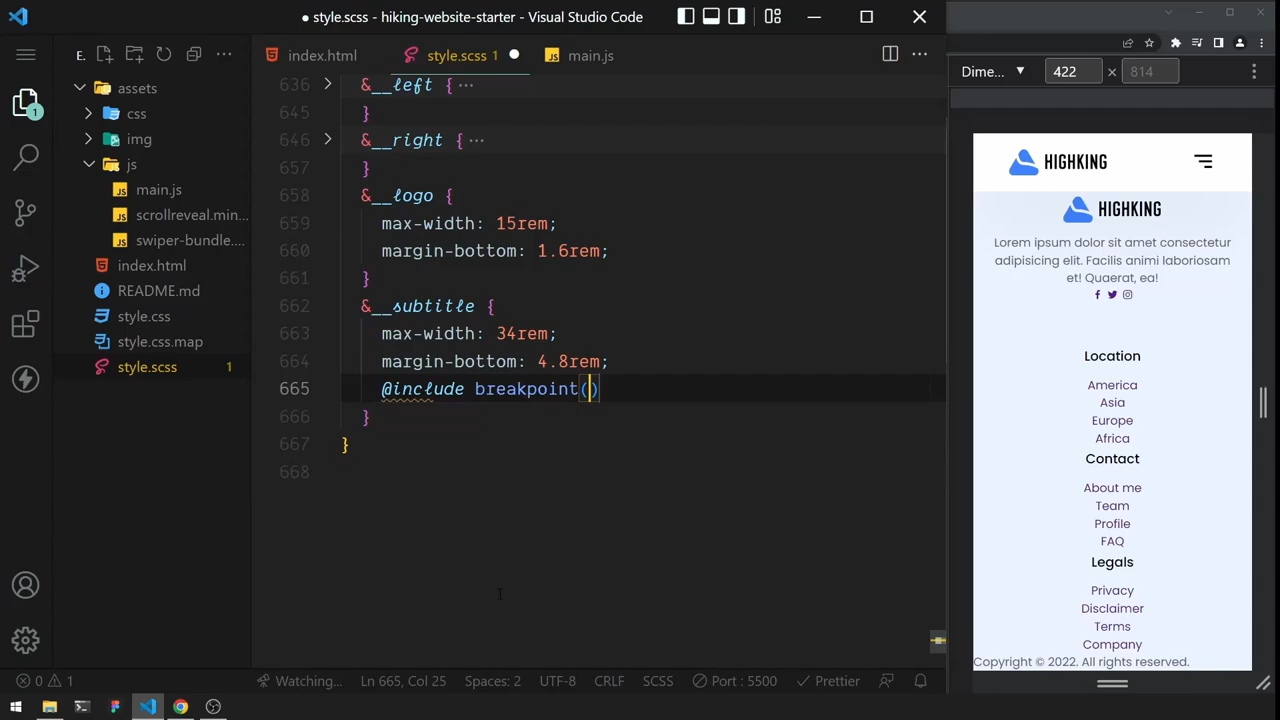 ● style.scss - hiking-website-starter - Visual Studio Code
E.
index.html
style.scss 1 ●
main.js
assets
css
img
js
main.js
scrollreveal.min...
swiper-bundle....
index.html
README.md
style.css
style.css.map
style.scss 1
1
636 &__left { ···
645 }
646 &__right { ···
657 }
658 &__logo {
659 max-width: 15rem;
660 margin-bottom: 1.6rem;
661 }
662 &__subtitle {
663 max-width: 34rem;
664 margin-bottom: 4.8rem;
665 @include breakpoint()
666 }
667 }
668
0 1
Watching...
Ln 665, Col 25
Spaces: 2
UTF-8
CRLF
SCSS
Port : 5500
Prettier
Dime...
422 × 814
HIGHKING
HIGHKING
Lorem ipsum dolor sit amet consectetur
adipisicing elit. Facilis animi laboriosam
et! Quaerat, ea!
Location
America
Asia
Europe
Africa
Contact
About me
Team
Profile
FAQ
Legals
Privacy
Disclaimer
Terms
Company
Copyright © 2022. All rights reserved.